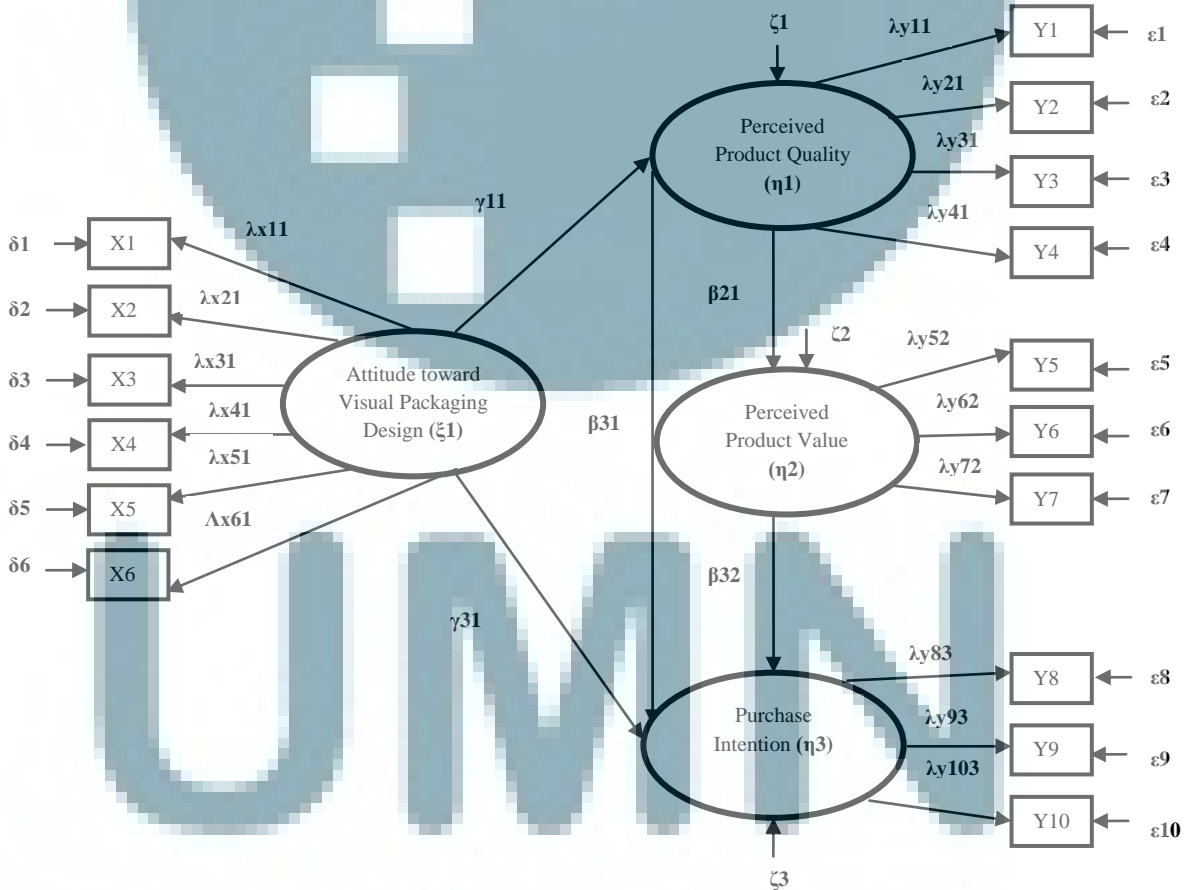 ζ1
λy11
Y1
ε1
λy21
Y2
ε2
Perceived
Product Quality
(η1)
λy31
Y3
ε3
λy41
Y4
ε4
γ11
λx11
δ1
X1
λx21
δ2
X2
λx31
δ3
X3
λx41
δ4
X4
λx51
δ5
X5
Λx61
δ6
X6
Attitude toward
Visual Packaging
Design (ξ1)
β21
β31
ζ2
λy52
Y5
ε5
Perceived
Product Value
(η2)
λy62
Y6
ε6
λy72
Y7
ε7
β32
γ31
λy83
Y8
ε8
Purchase
Intention (η3)
λy93
Y9
ε9
λy103
Y10
ε10
ζ3
UMN